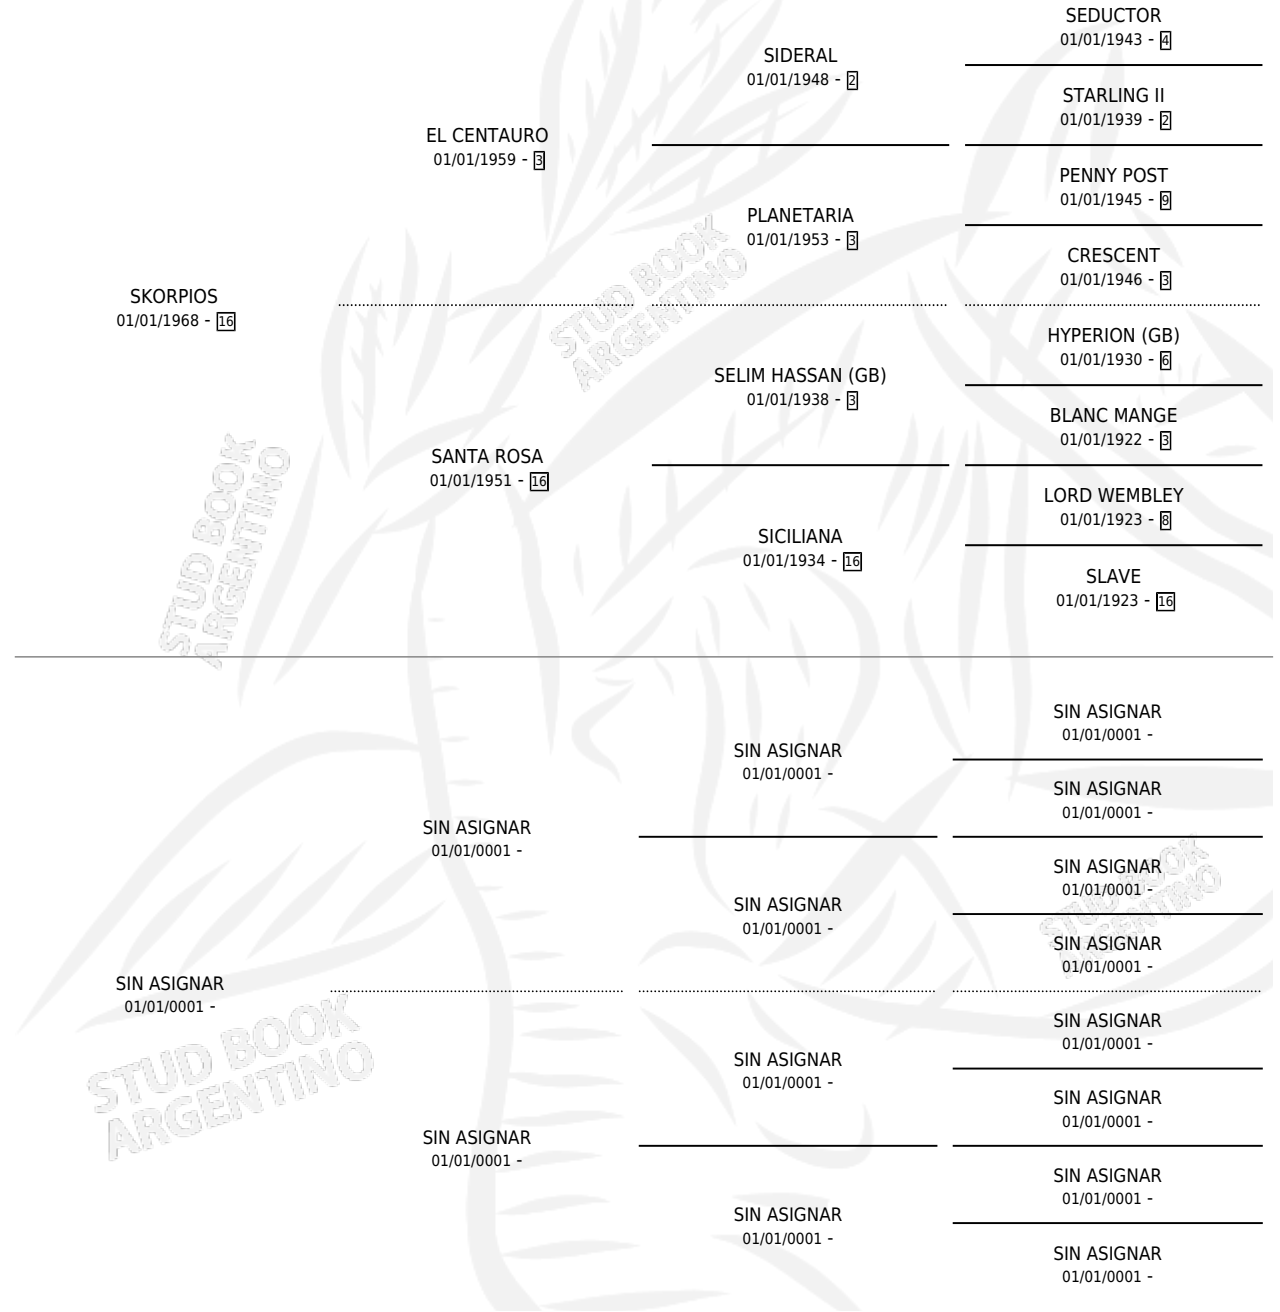 SEDUCTOR
01/01/1943 - 4
SIDERAL
01/01/1948 - 2
STARLING II
01/01/1939 - 2
EL CENTAURO
01/01/1959 - 3
PENNY POST
01/01/1945 - 9
PLANETARIA
01/01/1953 - 3
CRESCENT
01/01/1946 - 3
SKORPIOS
01/01/1968 - 16
HYPERION (GB)
01/01/1930 - 6
SELIM HASSAN (GB)
01/01/1938 - 3
BLANC MANGE
01/01/1922 - 3
SANTA ROSA
01/01/1951 - 16
LORD WEMBLEY
01/01/1923 - 8
SICILIANA
01/01/1934 - 16
SLAVE
01/01/1923 - 16
STUD BOOK
ARGENTINO
STUD BOOK
ARGENTINO
SIN ASIGNAR
01/01/0001 -
SIN ASIGNAR
01/01/0001 -
SIN ASIGNAR
01/01/0001 -
SIN ASIGNAR
01/01/0001 -
SIN ASIGNAR
01/01/0001 -
SIN ASIGNAR
01/01/0001 -
SIN ASIGNAR
01/01/0001 -
SIN ASIGNAR
01/01/0001 -
SIN ASIGNAR
01/01/0001 -
SIN ASIGNAR
01/01/0001 -
SIN ASIGNAR
01/01/0001 -
SIN ASIGNAR
01/01/0001 -
SIN ASIGNAR
01/01/0001 -
SIN ASIGNAR
01/01/0001 -
SIN ASIGNAR
01/01/0001 -
STUD BOOK
ARGENTINO
STUD BOOK
ARGENTINO